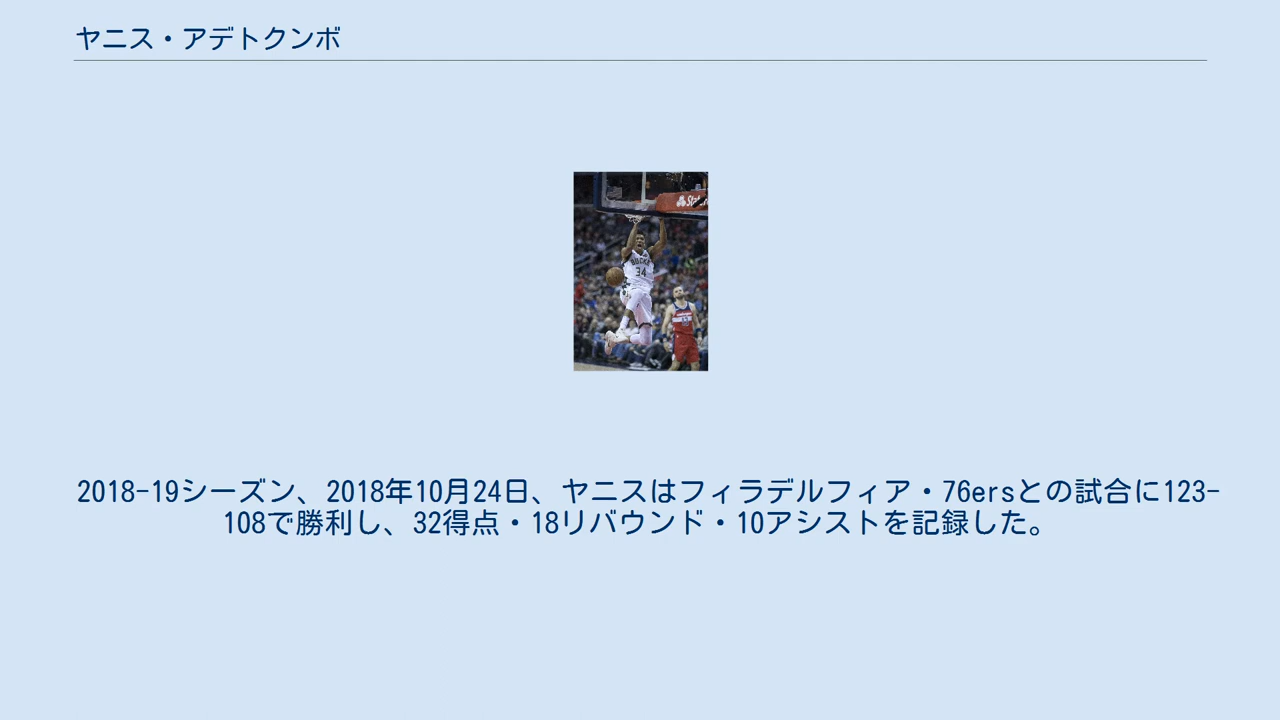 ヤニス・アデトクンボ
BUCKS
34
2018-19シーズン、2018年10月24日、ヤニスはフィラデルフィア・76ersとの試合に123-
108で勝利し、32得点・18リバウンド・10アシストを記録した。